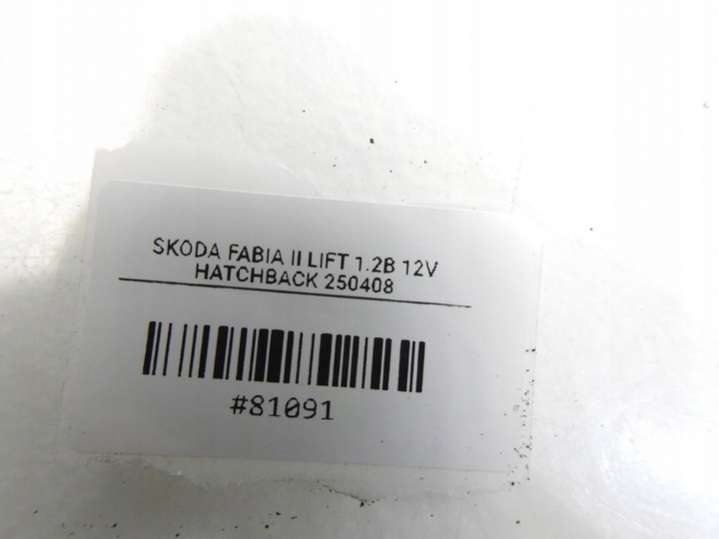 SKODA FABIA II LIFT 1.2B 12V
HATCHBACK 250408
#81091